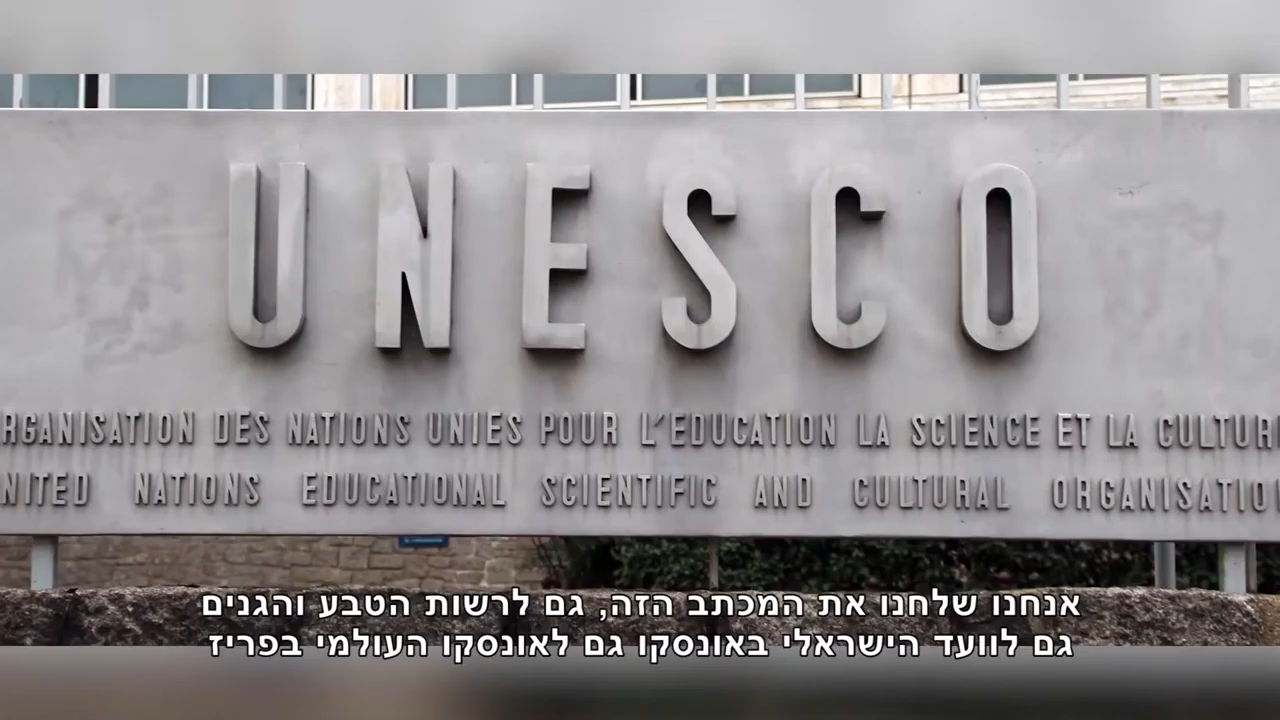 UNESCO
RGANISATION DES NATIONS UNIES POUR L'EDUCATION LA SCIENCE ET LA CULTUR
NITED NATIONS EDUCATIONAL SCIENTIFIC AND CULTURAL ORGANISATIO
אנחנו שלחנו את המכתב הזה, גם לרשות הטבע והגנים
גם לוועד הישראלי באונסקו גם לאונסקו העולמי בפריז